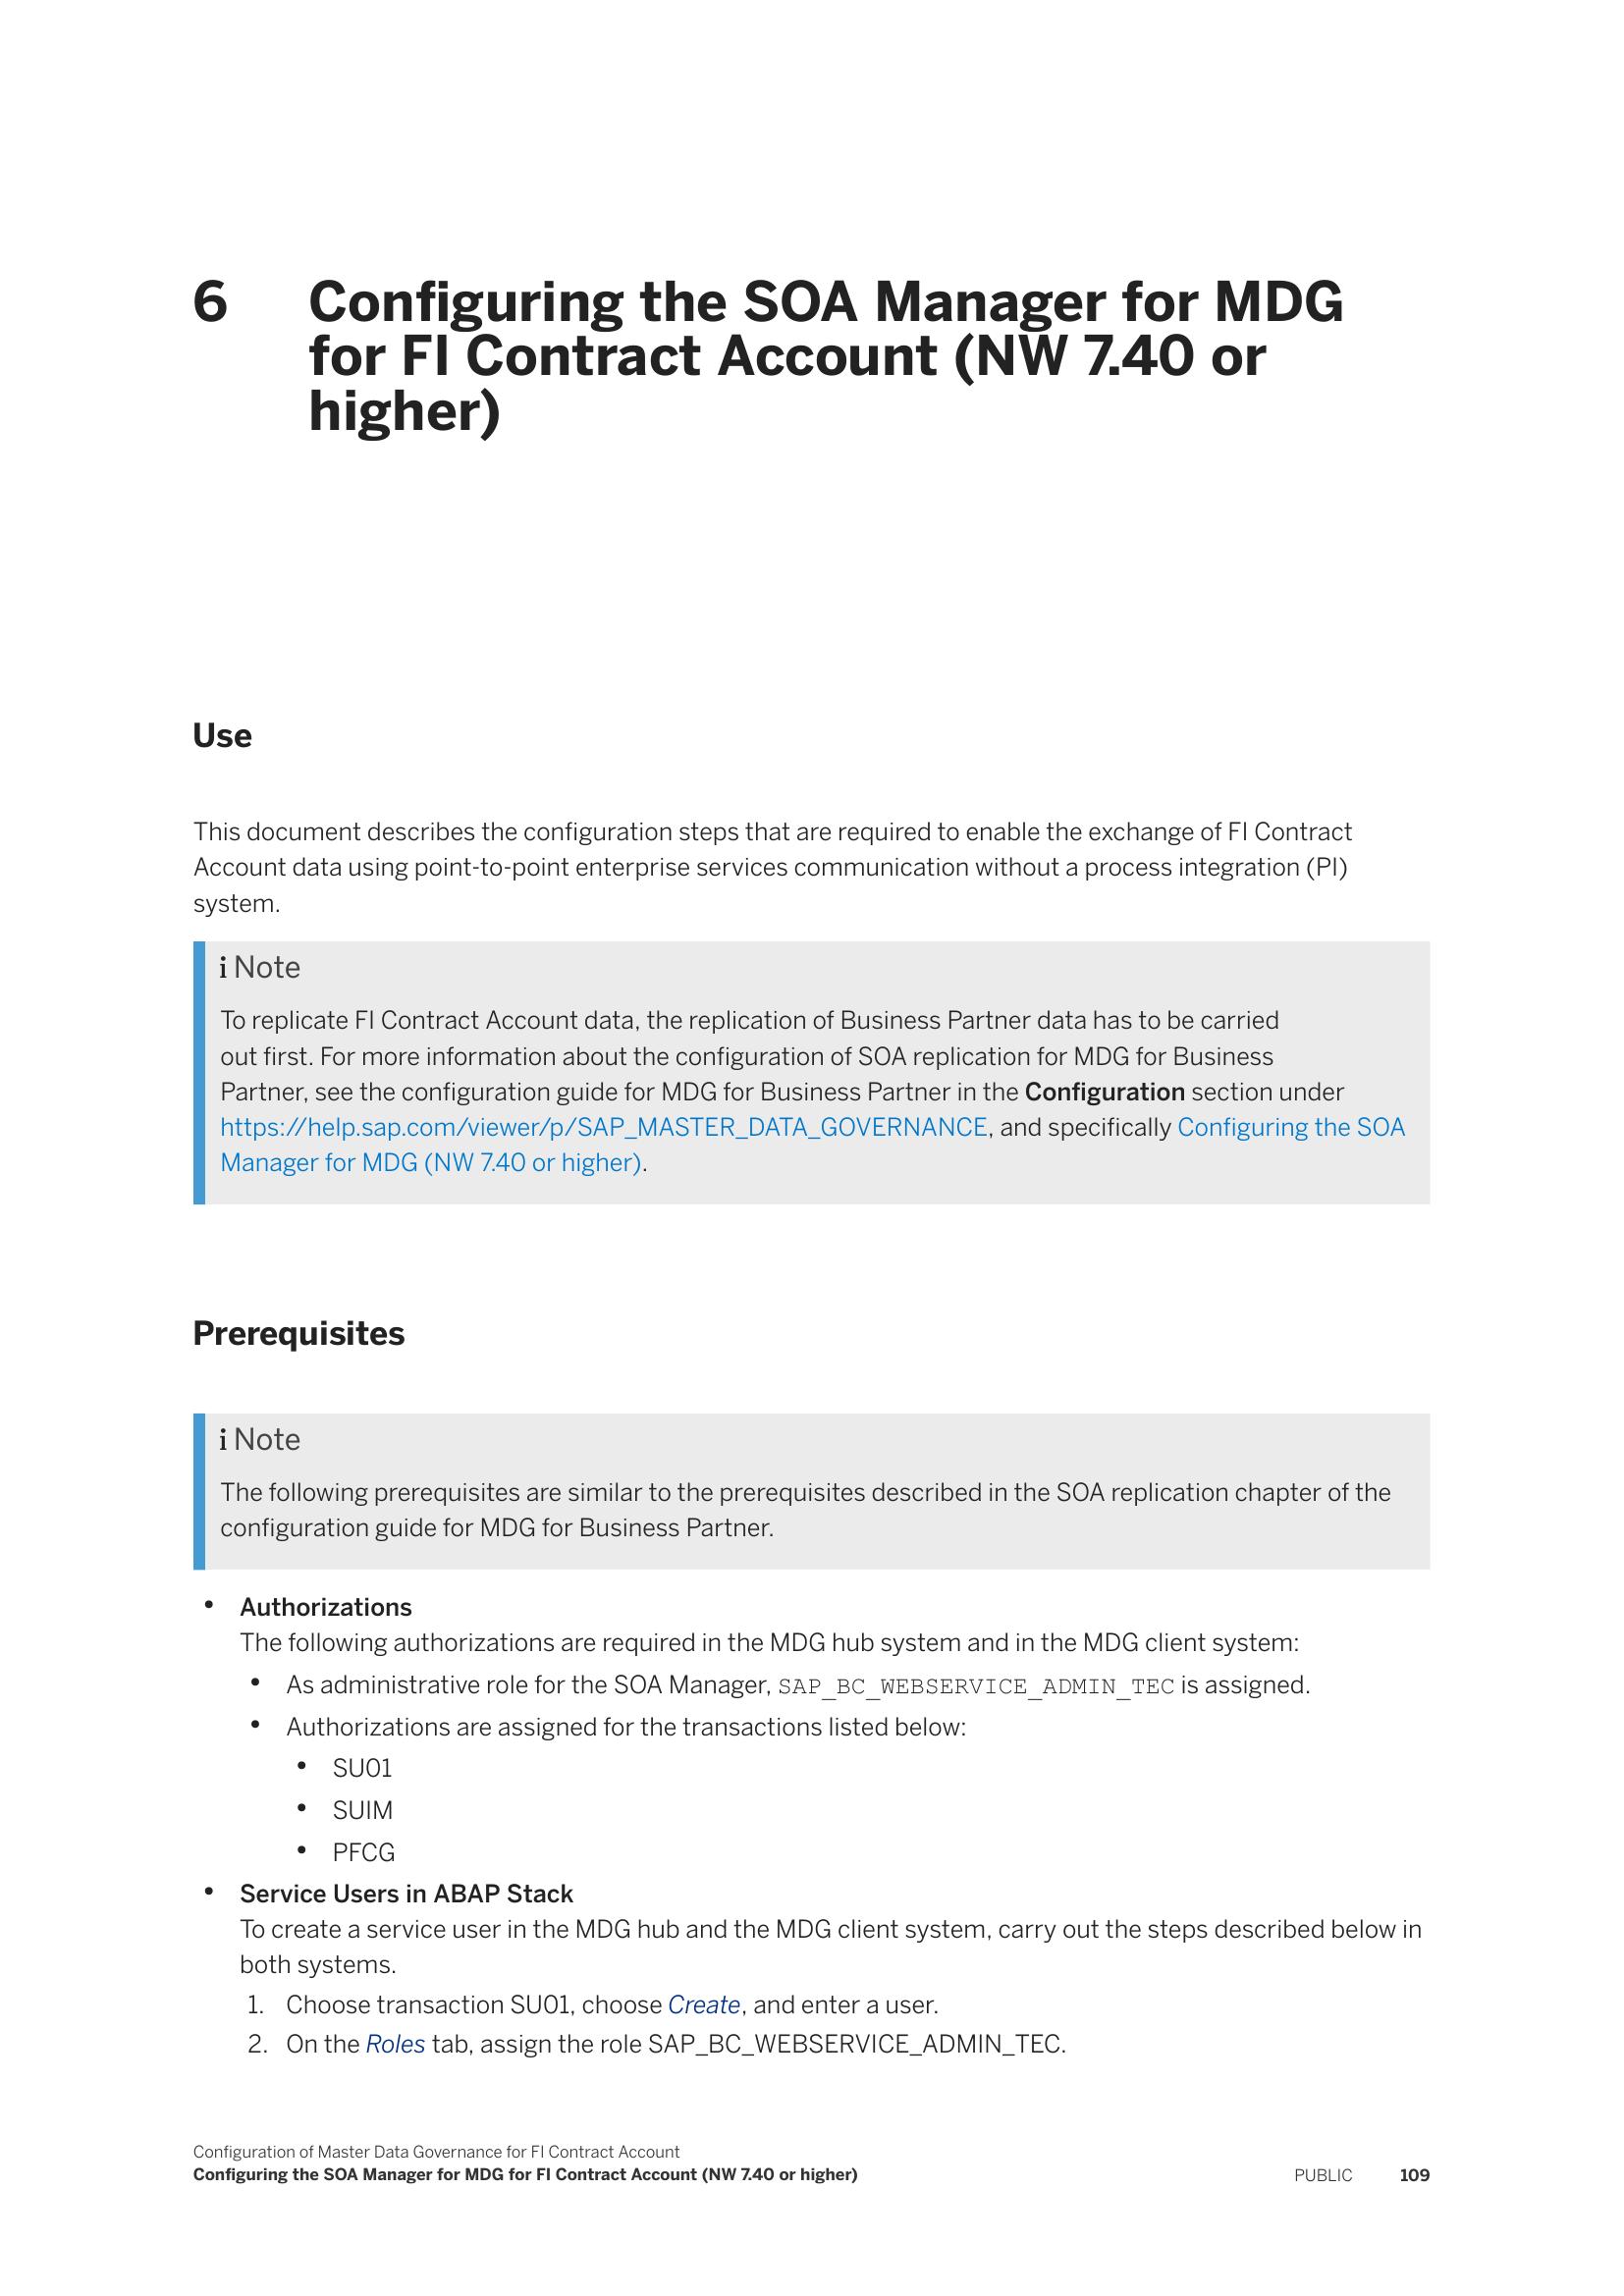 6 Configuring the SOA Manager for MDG
for FI Contract Account (NW 7.40 or
higher)
Use
This document describes the configuration steps that are required to enable the exchange of FI Contract
Account data using point-to-point enterprise services communication without a process integration (PI)
system.
i Note
To replicate FI Contract Account data, the replication of Business Partner data has to be carried
out first. For more information about the configuration of SOA replication for MDG for Business
Partner, see the configuration guide for MDG for Business Partner in the Configuration section under
https://help.sap.com/viewer/p/SAP_MASTER_DATA_GOVERNANCE, and specifically Configuring the SOA
Manager for MDG (NW 7.40 or higher).
Prerequisites
i Note
The following prerequisites are similar to the prerequisites described in the SOA replication chapter of the
configuration guide for MDG for Business Partner.
• Authorizations
The following authorizations are required in the MDG hub system and in the MDG client system:
• As administrative role for the SOA Manager, SAP_BC_WEBSERVICE_ADMIN_TEC is assigned.
• Authorizations are assigned for the transactions listed below:
• SU01
• SUIM
• PFCG
• Service Users in ABAP Stack
To create a service user in the MDG hub and the MDG client system, carry out the steps described below in
both systems.
1. Choose transaction SU01, choose Create, and enter a user.
2. On the Roles tab, assign the role SAP_BC_WEBSERVICE_ADMIN_TEC.
Configuration of Master Data Governance for FI Contract Account
Configuring the SOA Manager for MDG for FI Contract Account (NW 7.40 or higher) PUBLIC 109